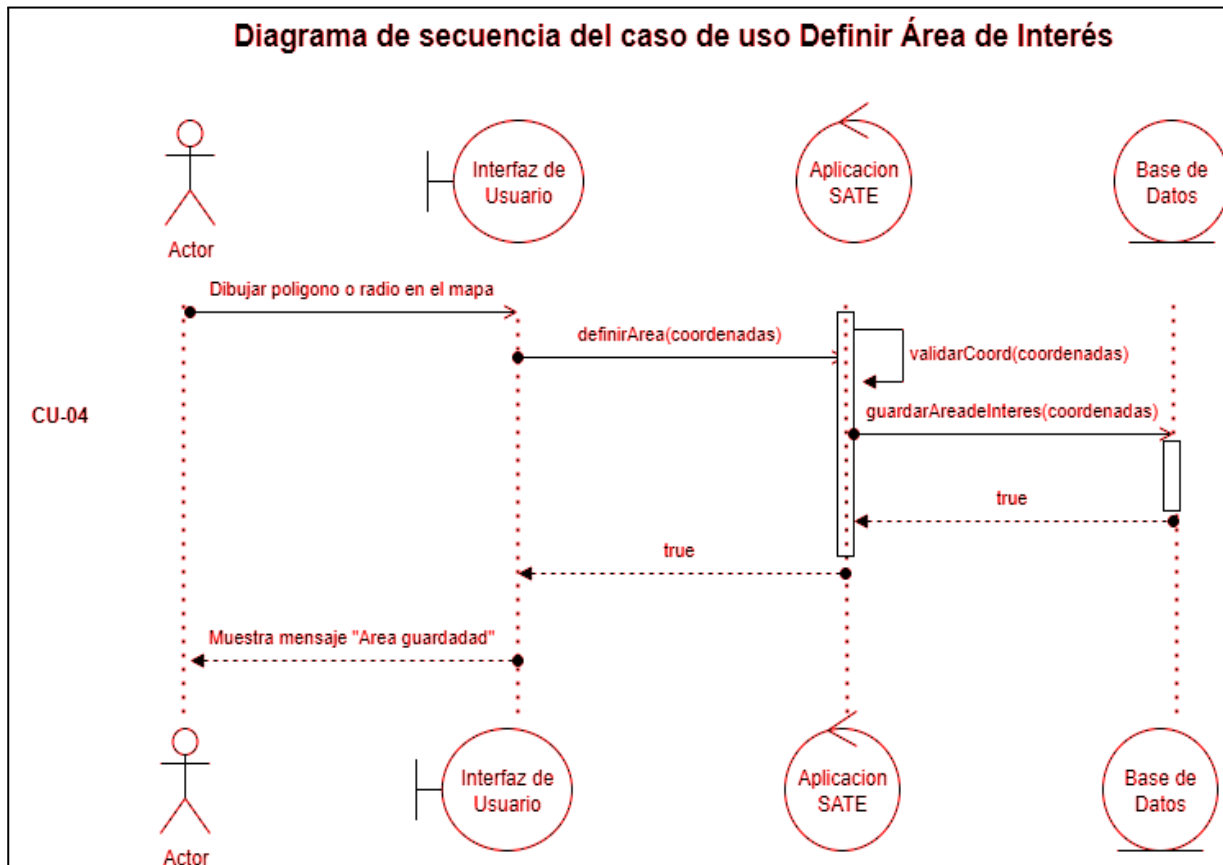 Diagrama de secuencia del caso de uso Definir Área de Interés
Interfaz de
Usuario
Aplicacion
SATE
Base de
Datos
Actor
Dibujar poligono o radio en el mapa
definirArea(coordenadas)
validarCoord(coordenadas)
CU-04
guardarAreadeInteres(coordenadas)
true
true
Muestra mensaje "Area guardadad"
Interfaz de
Usuario
Aplicacion
SATE
Base de
Datos
Actor